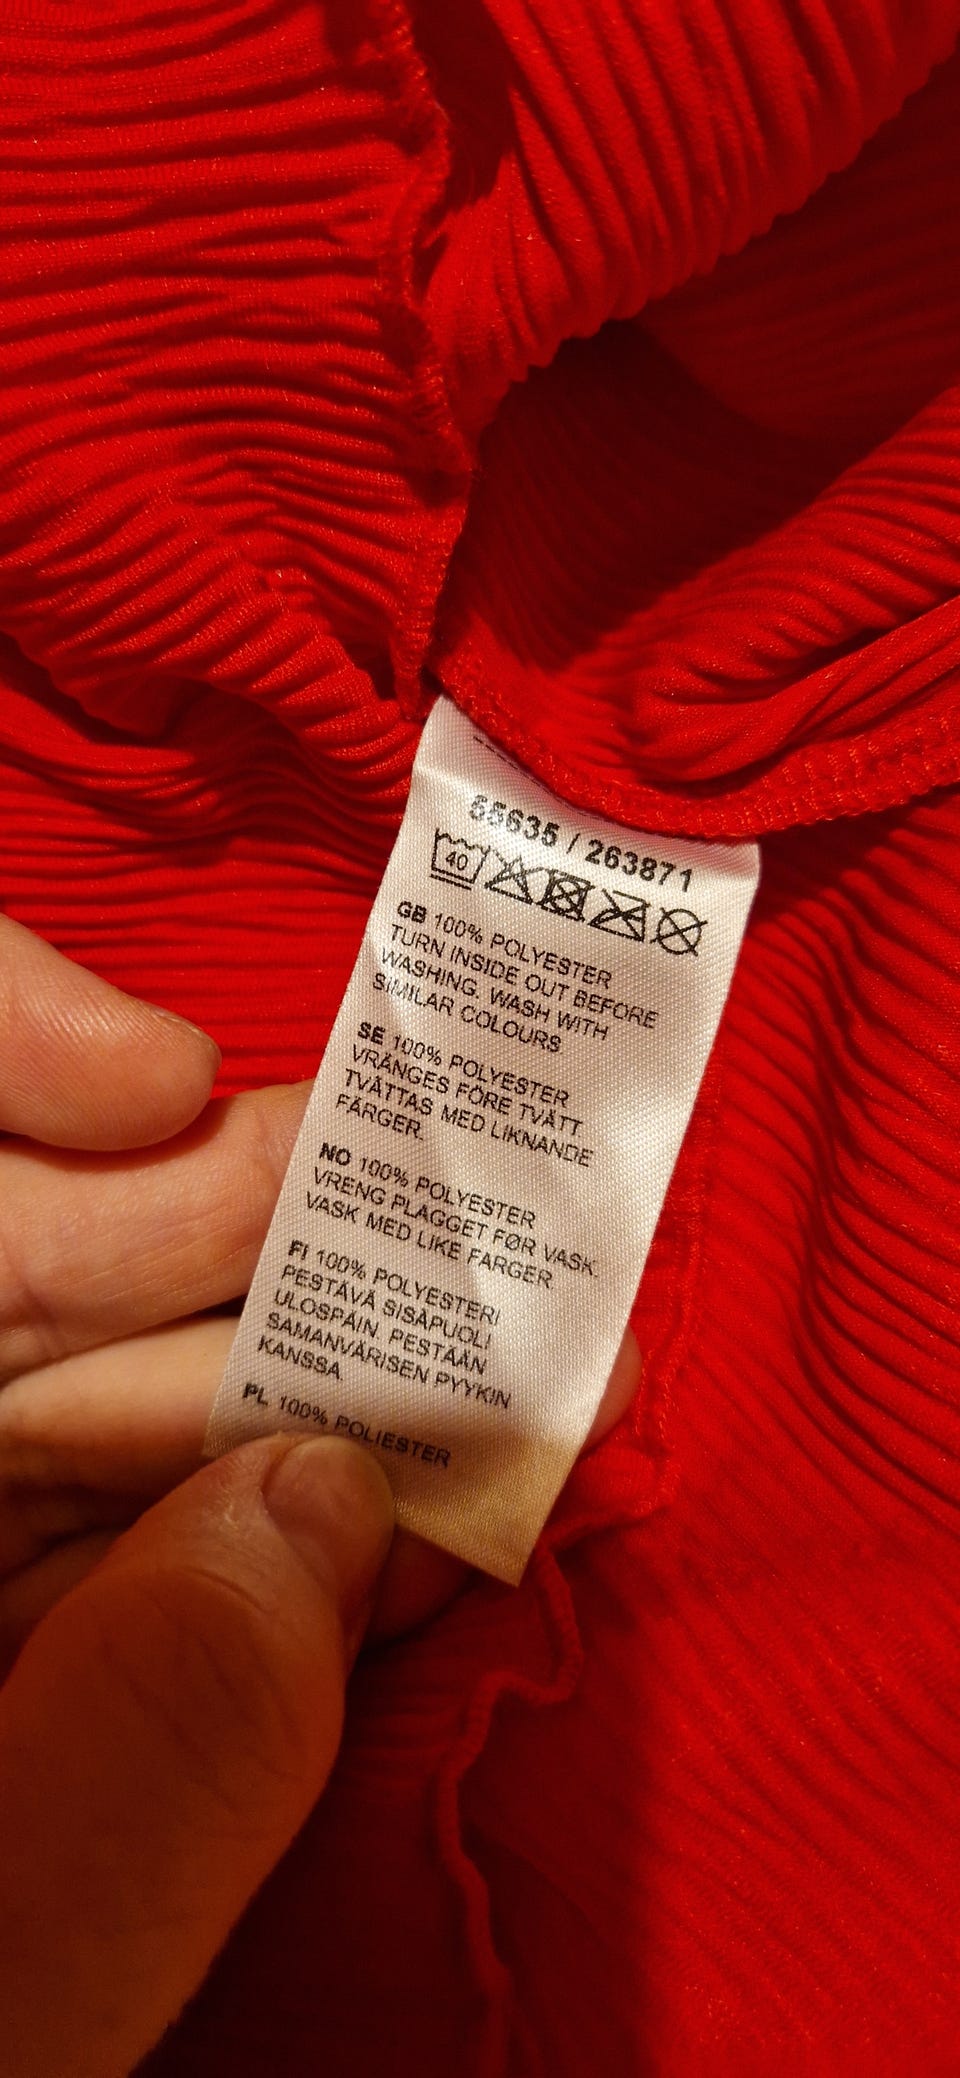 55635 / 263871
40
GB 100% POLYESTER
TURN INSIDE OUT BEFORE
WASHING. WASH WITH
SIMILAR COLOURS.
SE 100% POLYESTER
VRÄNGES FÖRE TVÄTT
TVÄTTAS MED LIKNANDE
FÄRGER.
NO 100% POLYESTER
VRENG PLAGGET FØR VASK.
VASK MED LIKE FARGER.
FI 100% POLYESTERI
PESTÄVÄ SISÄPUOLI
ULOSPÄIN. PESTÄÄN
SAMANVÄRISEN PYYKIN
KANSSA.
PL 100% POLIESTER